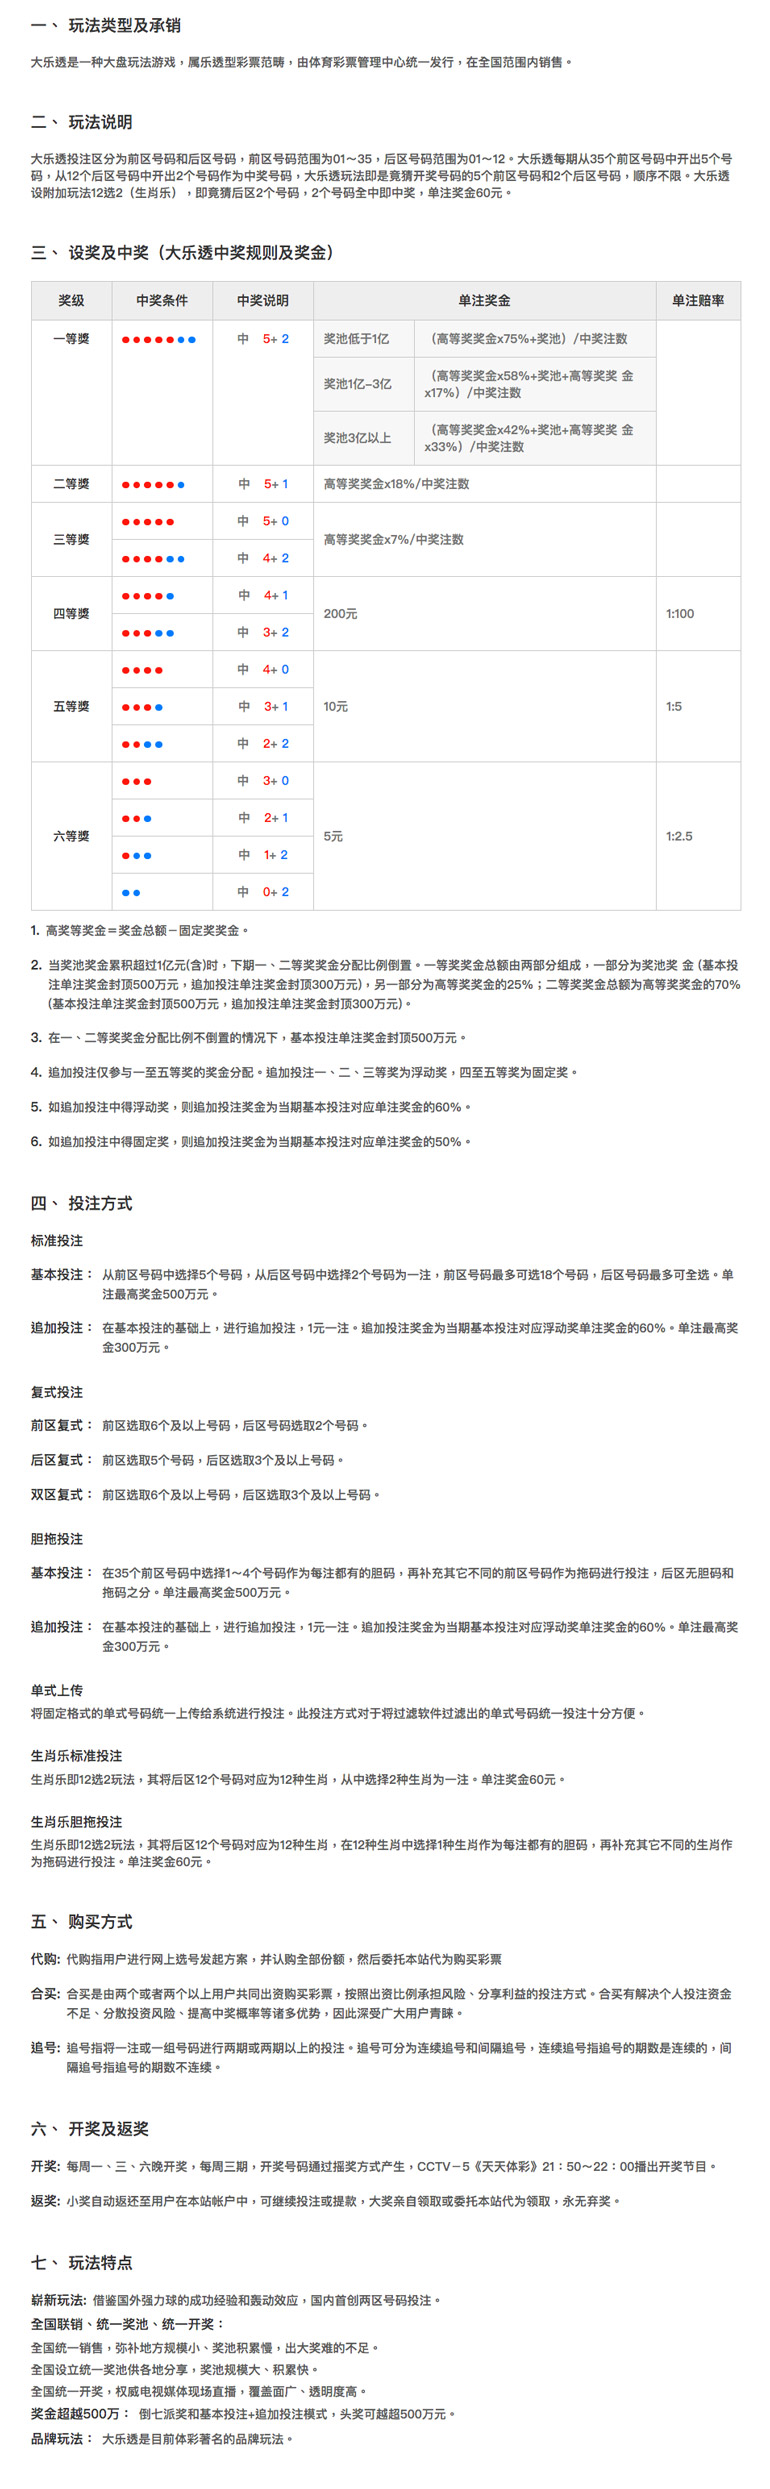 一、 玩法类型及承销
大乐透是一种大盘玩法游戏，属乐透型彩票范畴，由体育彩票管理中心统一发行，在全国范围内销售。
二、 玩法说明
大乐透投注区分为前区号码和后区号码，前区号码范围为01～35，后区号码范围为01～12。大乐透每期从35个前区号码中开出5个号
码，从12个后区号码中开出2个号码作为中奖号码，大乐透玩法即是竟猜开奖号码的5个前区号码和2个后区号码，顺序不限。大乐透
设附加玩法12选2（生肖乐），即竟猜后区2个号码，2个号码全中即中奖，单注奖金60元。
三、 设奖及中奖（大乐透中奖规则及奖金）
奖级 中奖条件 中奖说明 单注奖金 单注赔率
一等獎 中 5+ 2 奖池低于1亿 （高等奖奖金x75%+奖池）/中奖注数
奖池1亿–3亿 （高等奖奖金x58%+奖池+高等奖奖 金
x17%）/中奖注数
奖池3亿以上 （高等奖奖金x42%+奖池+高等奖奖 金
x33%）/中奖注数
二等獎 中 5+ 1 高等奖奖金x18%/中奖注数
三等獎 中 5+ 0 高等奖奖金x7%/中奖注数
中 4+ 2
四等獎 中 4+ 1 200元 1:100
中 3+ 2
五等獎 中 4+ 0 10元 1:5
中 3+ 1
中 2+ 2
六等獎 中 3+ 0 5元 1:2.5
中 2+ 1
中 1+ 2
中 0+ 2
1. 高奖等奖金＝奖金总额－固定奖奖金。
2. 当奖池奖金累积超过1亿元(含)时，下期一、二等奖奖金分配比例倒置。一等奖奖金总额由两部分组成，一部分为奖池奖 金 (基本投
注单注奖金封顶500万元，追加投注单注奖金封顶300万元)，另一部分为高等奖奖金的25%；二等奖奖金总额为高等奖奖金的70%
(基本投注单注奖金封顶500万元，追加投注单注奖金封顶300万元)。
3. 在一、二等奖奖金分配比例不倒置的情况下，基本投注单注奖金封顶500万元。
4. 追加投注仅参与一至五等奖的奖金分配。追加投注一、二、三等奖为浮动奖，四至五等奖为固定奖。
5. 如追加投注中得浮动奖，则追加投注奖金为当期基本投注对应单注奖金的60%。
6. 如追加投注中得固定奖，则追加投注奖金为当期基本投注对应单注奖金的50%。
四、 投注方式
标准投注
基本投注： 从前区号码中选择5个号码，从后区号码中选择2个号码为一注，前区号码最多可选18个号码，后区号码最多可全选。单
注最高奖金500万元。
追加投注： 在基本投注的基础上，进行追加投注，1元一注。追加投注奖金为当期基本投注对应浮动奖单注奖金的60%。单注最高奖
金300万元。
复式投注
前区复式： 前区选取6个及以上号码，后区号码选取2个号码。
后区复式： 前区选取5个号码，后区选取3个及以上号码。
双区复式： 前区选取6个及以上号码，后区选取3个及以上号码。
胆拖投注
基本投注： 在35个前区号码中选择1～4个号码作为每注都有的胆码，再补充其它不同的前区号码作为拖码进行投注，后区无胆码和
拖码之分。单注最高奖金500万元。
追加投注： 在基本投注的基础上，进行追加投注，1元一注。追加投注奖金为当期基本投注对应浮动奖单注奖金的60%。单注最高奖
金300万元。
单式上传
将固定格式的单式号码统一上传给系统进行投注。此投注方式对于将过滤软件过滤出的单式号码统一投注十分方便。
生肖乐标准投注
生肖乐即12选2玩法，其将后区12个号码对应为12种生肖，从中选择2种生肖为一注。单注奖金60元。
生肖乐胆拖投注
生肖乐即12选2玩法，其将后区12个号码对应为12种生肖，在12种生肖中选择1种生肖作为每注都有的胆码，再补充其它不同的生肖作
为拖码进行投注。单注奖金60元。
五、 购买方式
代购: 代购指用户进行网上选号发起方案，并认购全部份额，然后委托本站代为购买彩票
合买: 合买是由两个或者两个以上用户共同出资购买彩票，按照出资比例承担风险、分享利益的投注方式。合买有解决个人投注资金
不足、分散投资风险、提高中奖概率等诸多优势，因此深受广大用户青睐。
追号: 追号指将一注或一组号码进行两期或两期以上的投注。追号可分为连续追号和间隔追号，连续追号指追号的期数是连续的，间
隔追号指追号的期数不连续。
六、 开奖及返奖
开奖: 每周一、三、六晚开奖，每周三期，开奖号码通过摇奖方式产生，CCTV－5《天天体彩》21：50～22：00播出开奖节目。
返奖: 小奖自动返还至用户在本站帐户中，可继续投注或提款，大奖亲自领取或委托本站代为领取，永无弃奖。
七、 玩法特点
崭新玩法: 借鉴国外强力球的成功经验和轰动效应，国内首创两区号码投注。
全国联销、统一奖池、统一开奖：
全国统一销售，弥补地方规模小、奖池积累慢，出大奖难的不足。
全国设立统一奖池供各地分享，奖池规模大、积累快。
全国统一开奖，权威电视媒体现场直播，覆盖面广、透明度高。
奖金超越500万： 倒七派奖和基本投注+追加投注模式，头奖可越超500万元。
品牌玩法： 大乐透是目前体彩著名的品牌玩法。